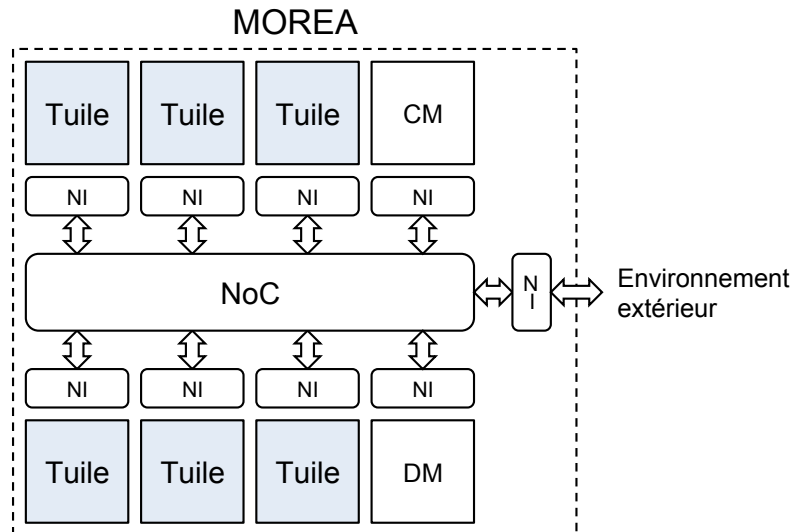 MOREA
Tuile Tuile Tuile CM
NI NI NI NI
NoC
NI
Environnement
extérieur
NI NI NI NI
Tuile Tuile Tuile DM